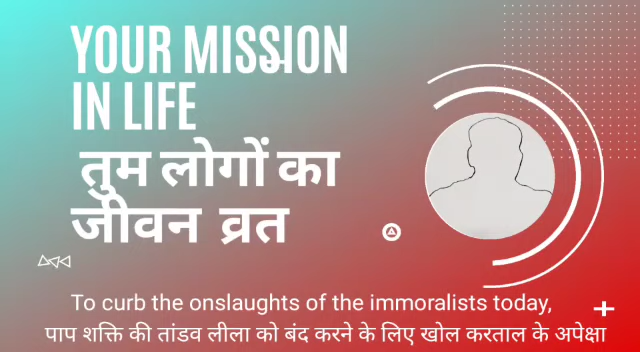 YOUR MISSION
IN LIFE
तुम लोगों का
जीवन व्रत
To curb the onslaughts of the immoralists today,
पाप शक्ति की तांडव लीला को बंद करने के लिए खोल करताल के अपेक्षा